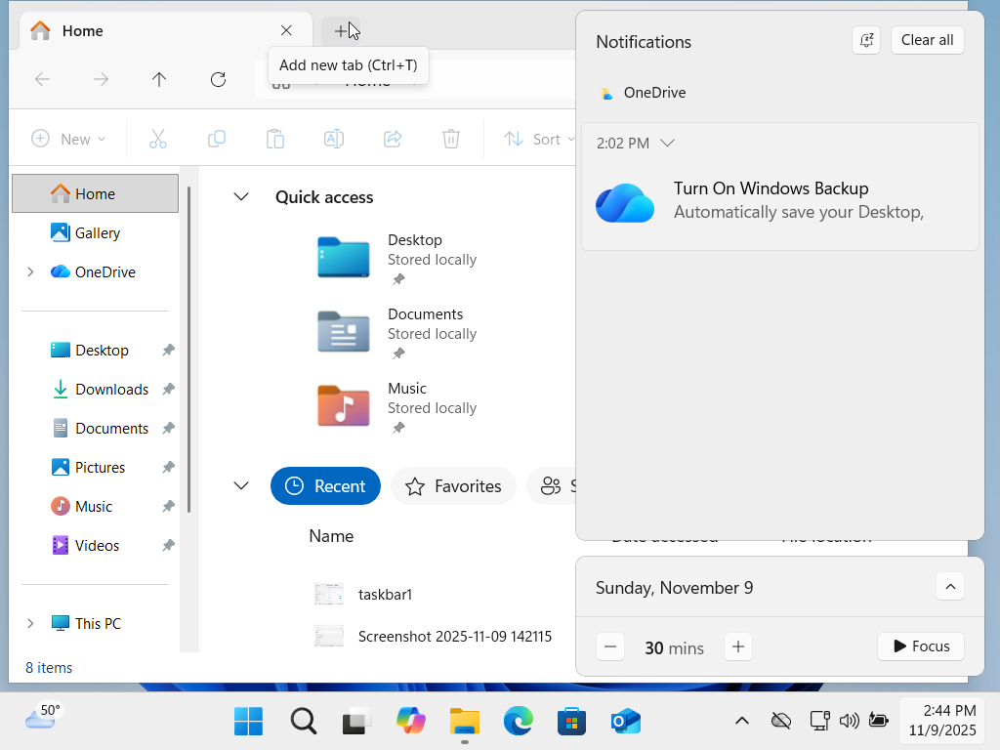 Home
Add new tab (Ctrl+T)
New
Sort
Home
Gallery
OneDrive
Desktop
Downloads
Documents
Pictures
Music
Videos
This PC
8 items
Quick access
Desktop
Stored locally
Documents
Stored locally
Music
Stored locally
Recent
Favorites
Name
taskbar1
Screenshot 2025-11-09 142115
Notifications
Clear all
OneDrive
2:02 PM
Turn On Windows Backup
Automatically save your Desktop,
Sunday, November 9
30 mins
Focus
50°
2:44 PM
11/9/2025